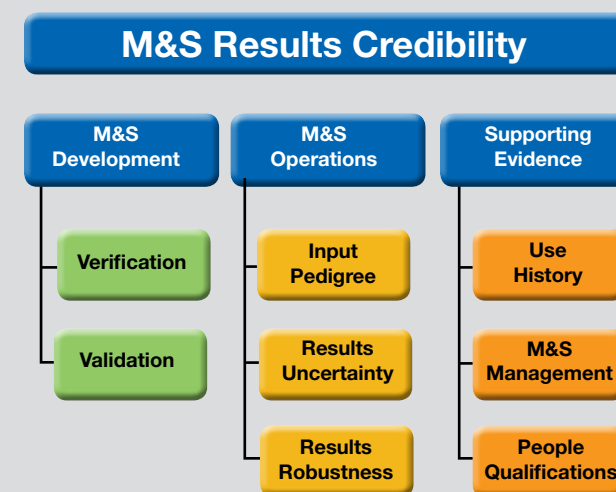 M&S Results Credibility
M&S
Development
Verification
Validation
M&S
Operations
Input
Pedigree
Results
Uncertainty
Results
Robustness
Supporting
Evidence
Use
History
M&S
Management
People
Qualifications